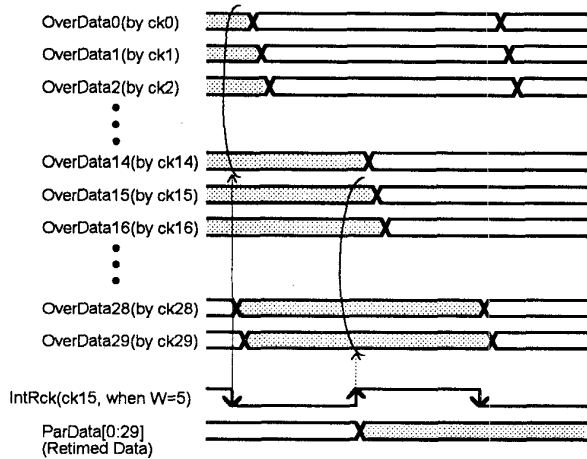 OverData0(by ck0)
OverData1(by ck1)
OverData2(by ck2)
OverData14(by ck14)
OverData15(by ck15)
OverData16(by ck16)
OverData28(by ck28)
OverData29(by ck29)
IntRck(ck15, when W=5)
ParData[0:29]
(Retimed Data)